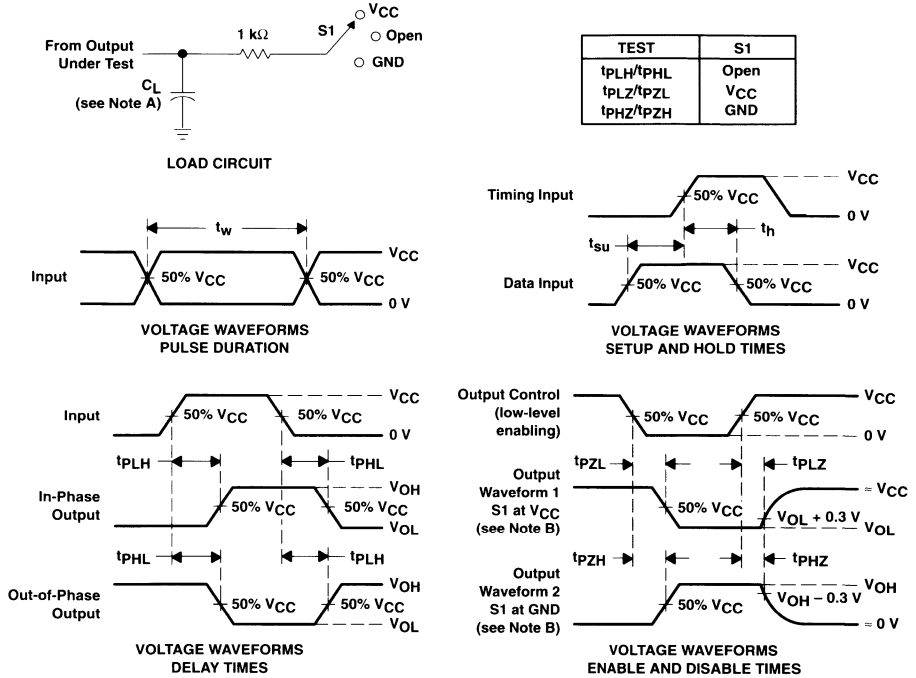 VCC
S1
Open
GND
1 kΩ
From Output
Under Test
CL
(see Note A)
LOAD CIRCUIT
TEST S1
tPLH/tPHL Open
tPLZ/tPZL VCC
tPHZ/tPZH GND
tw
VCC
Input
50% VCC
50% VCC
0 V
VOLTAGE WAVEFORMS
PULSE DURATION
Timing Input
VCC
50% VCC
0 V
tsu
th
Data Input
VCC
50% VCC
50% VCC
0 V
VOLTAGE WAVEFORMS
SETUP AND HOLD TIMES
Input
VCC
50% VCC
50% VCC
0 V
tPLH
tPHL
In-Phase
Output
VOH
50% VCC
50% VCC
VOL
tPHL
tPLH
Out-of-Phase
Output
VOH
50% VCC
50% VCC
VOL
VOLTAGE WAVEFORMS
DELAY TIMES
Output Control
(low-level
enabling)
VCC
50% VCC
50% VCC
0 V
tPZL
tPLZ
Output
Waveform 1
S1 at VCC
(see Note B)
≈ VCC
50% VCC
VOL + 0.3 V
VOL
tPZH
tPHZ
Output
Waveform 2
S1 at GND
(see Note B)
VOH
50% VCC
VOH – 0.3 V
≈ 0 V
VOLTAGE WAVEFORMS
ENABLE AND DISABLE TIMES